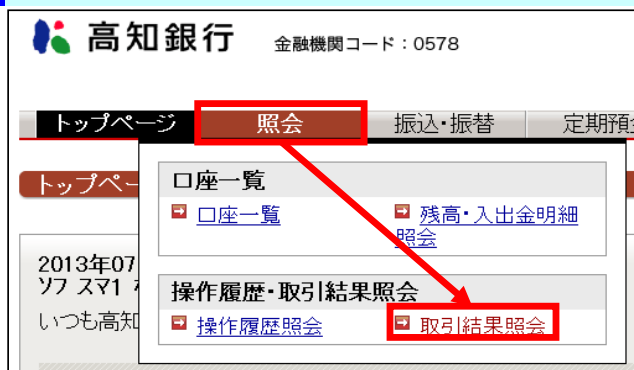 高知銀行 金融機関コード:0578
トップページ 照会 振込・振替 定期預金
トップペー
口座一覧
口座一覧 残高・入出金明細
照会
2013年07
ソフ スマ1
操作履歴・取引結果照会
いつも高知
操作履歴照会 取引結果照会